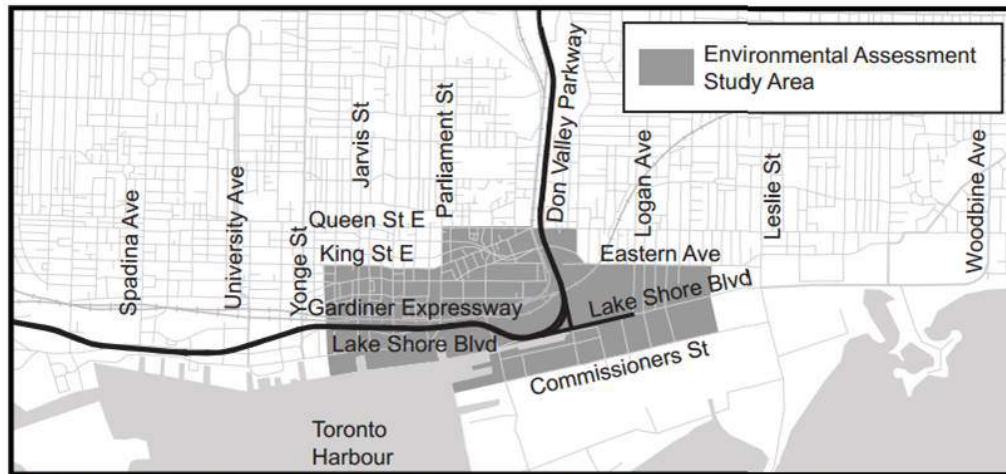 Environmental Assessment
Study Area
Don Valley Parkway
Jarvis St
Parliament St
Logan Ave
Leslie St
Woodbine Ave
Spadina Ave
University Ave
Yonge St
Queen St E
King St E
Eastern Ave
Gardiner Expressway
Lake Shore Blvd
Lake Shore Blvd
Commissioners St
Toronto
Harbour